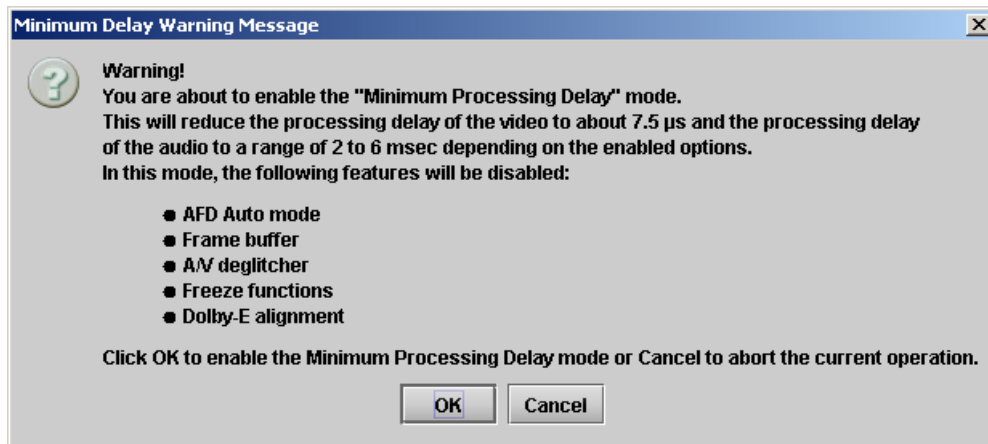 Minimum Delay Warning Message
Warning!
You are about to enable the "Minimum Processing Delay" mode.
This will reduce the processing delay of the video to about 7.5 µs and the processing delay
of the audio to a range of 2 to 6 msec depending on the enabled options.
In this mode, the following features will be disabled:
● AFD Auto mode
● Frame buffer
● A/V deglitcher
● Freeze functions
● Dolby-E alignment
Click OK to enable the Minimum Processing Delay mode or Cancel to abort the current operation.
OK Cancel